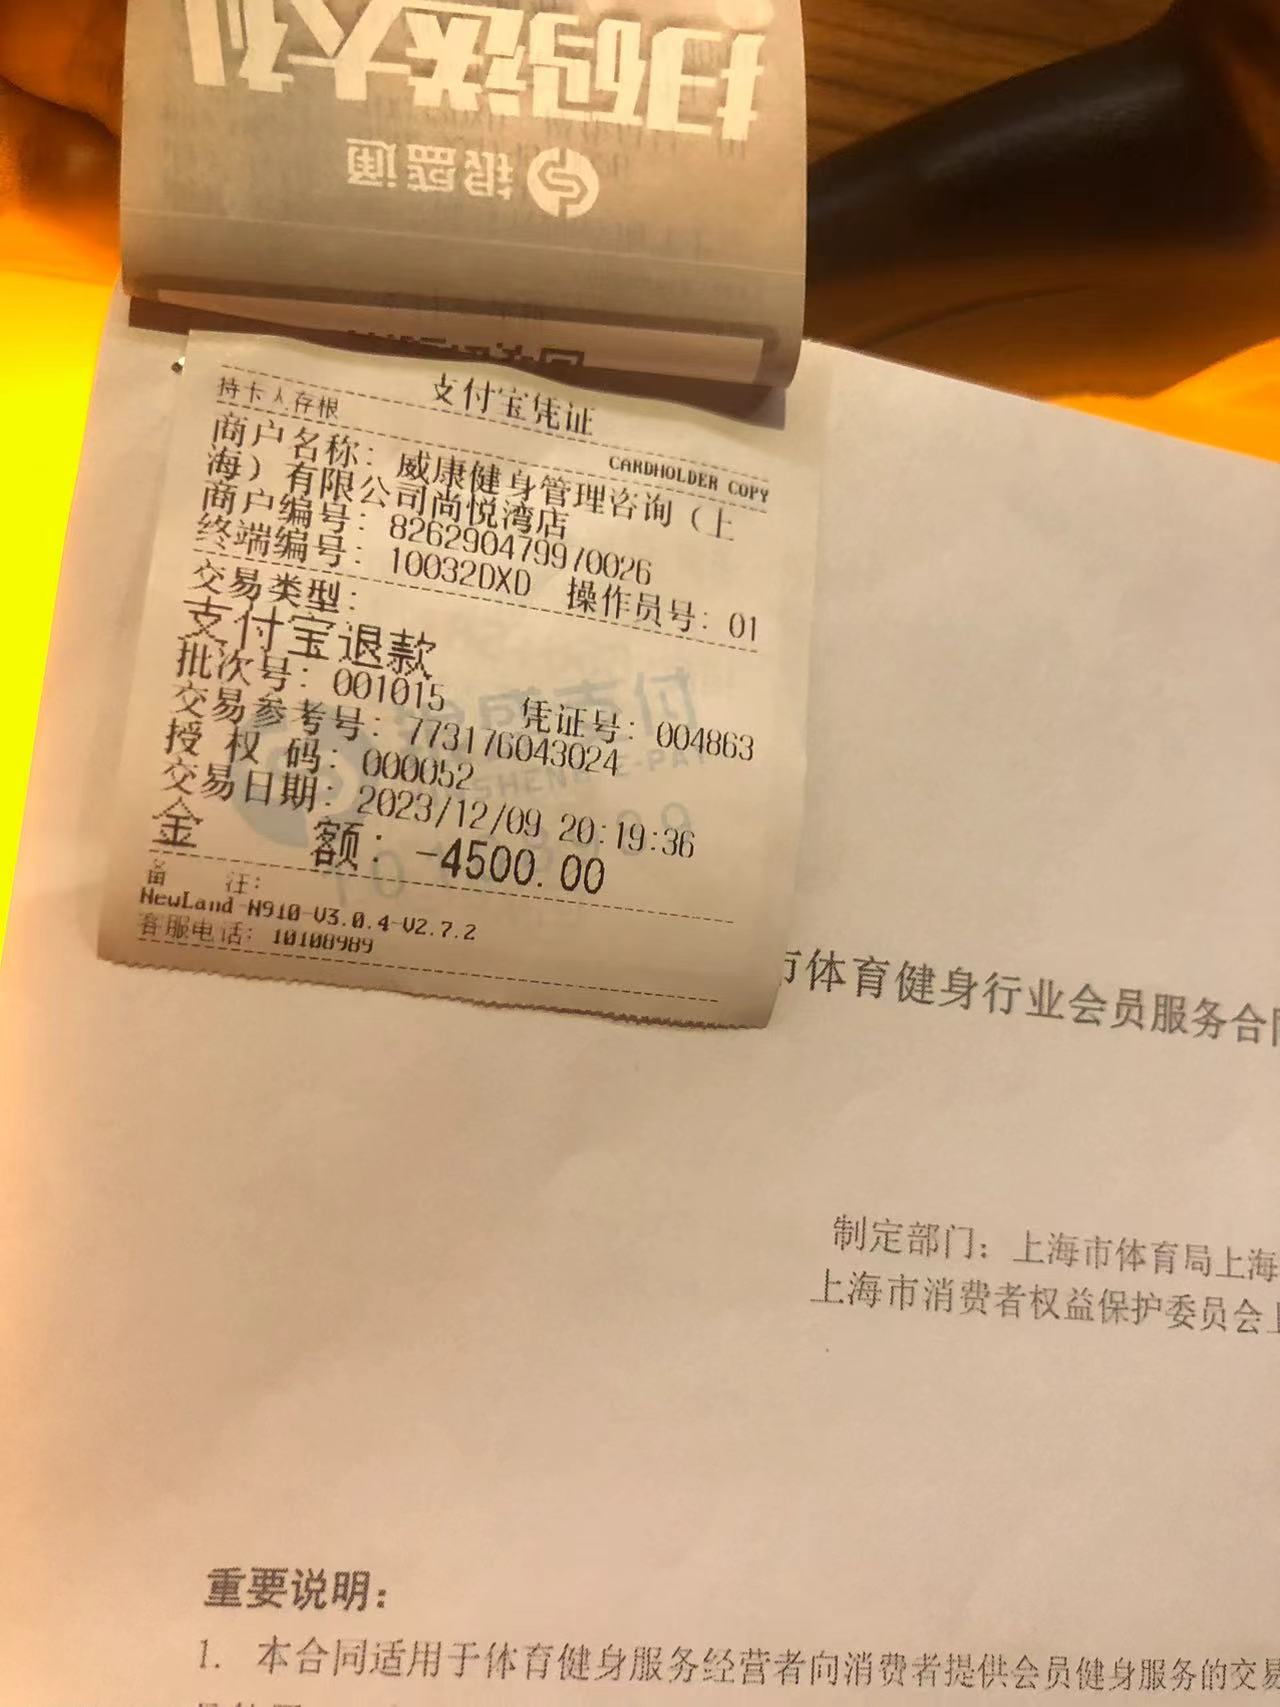 扫码送大礼
银盛通
支付宝凭证
持卡人存根
CARDHOLDER COPY
商户名称：威康健身管理咨询（上
海）有限公司尚悦湾店
商户编号：826290479970026
终端编号：10032DXD 操作员号：01
交易类型：
支付宝退款
批次号：001015 凭证号：004863
交易参考号：773176043024
授权码：000052
交易日期：2023/12/09 20:19:36
金额：-4500.00
备注：
NewLand-N910-V3.0.4-V2.7.2
客服电话：10108989
市体育健身行业会员服务合同
制定部门：上海市体育局上海
上海市消费者权益保护委员会上
重要说明：
1. 本合同适用于体育健身服务经营者向消费者提供会员健身服务的交易